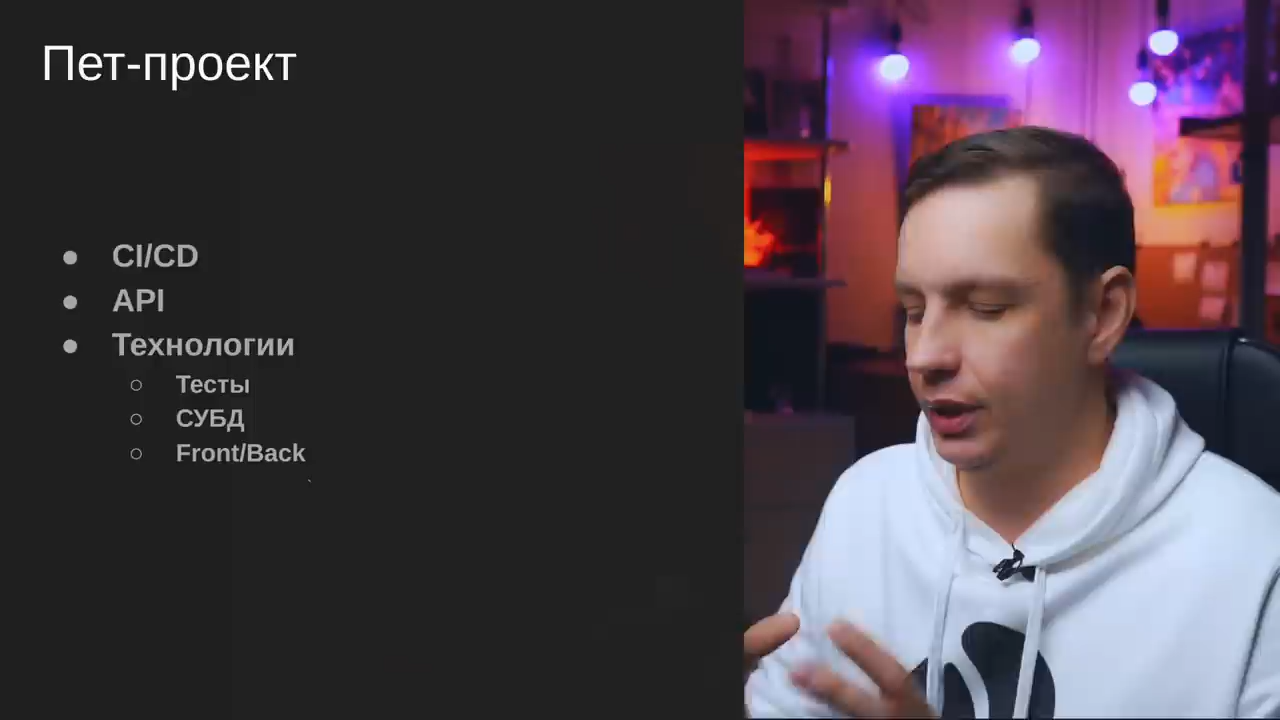 Пет-проект
● CI/CD
● API
● Технологии
○ Тесты
○ СУБД
○ Front/Back